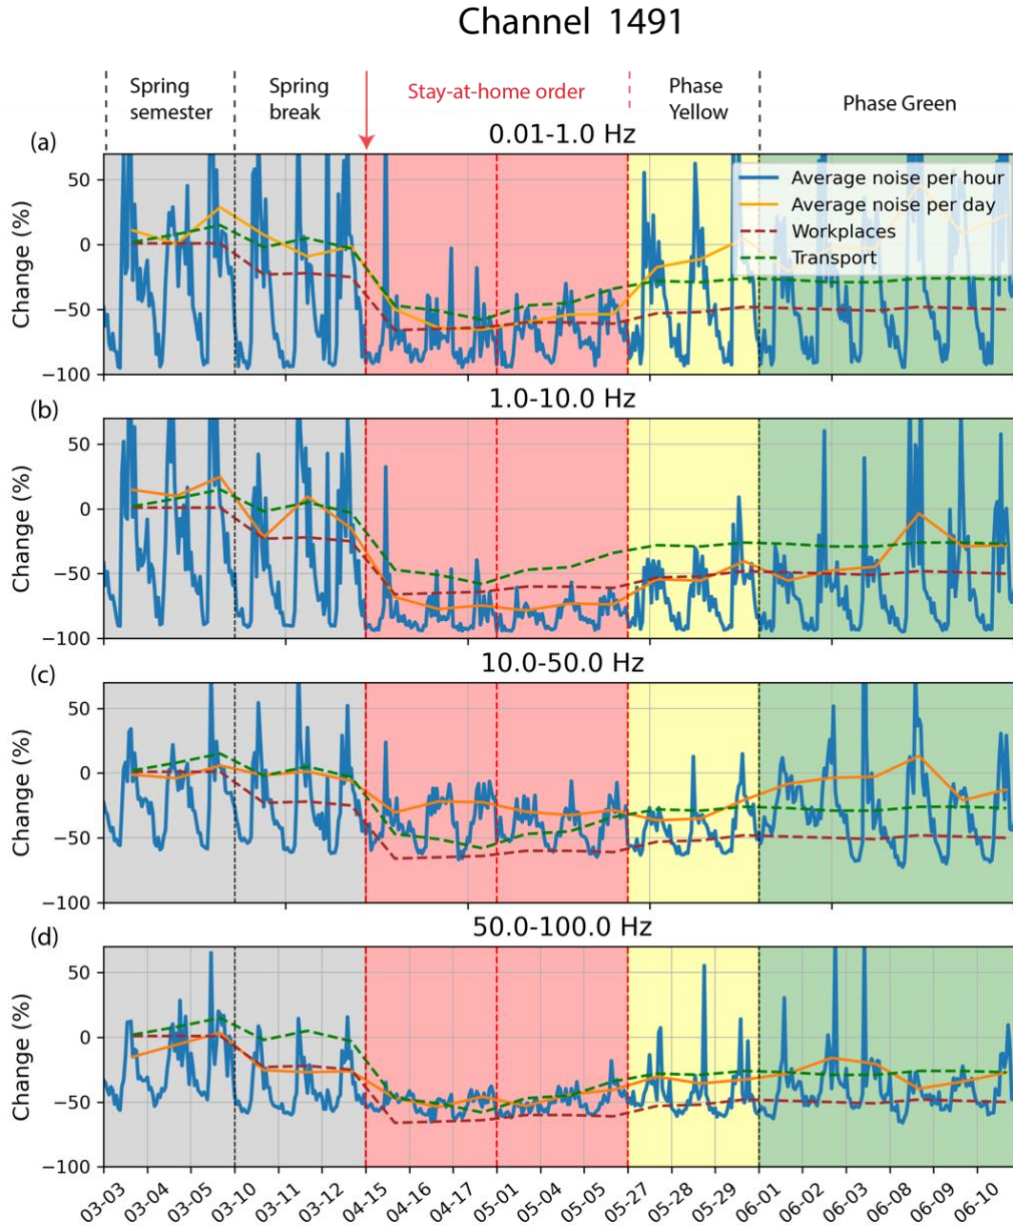 Channel 1491
Spring semester
Spring break
Stay-at-home order
Phase Yellow
Phase Green
(a)
0.01-1.0 Hz
Change (%)
50
0
−50
−100
Average noise per hour
Average noise per day
Workplaces
Transport
(b)
1.0-10.0 Hz
Change (%)
50
0
−50
−100
(c)
10.0-50.0 Hz
Change (%)
50
0
−50
−100
(d)
50.0-100.0 Hz
Change (%)
50
0
−50
−100
03-03 03-04 03-05 03-10 03-11 03-12 04-15 04-16 04-17 05-01 05-04 05-05 05-27 05-28 05-29 06-01 06-02 06-03 06-08 06-09 06-10